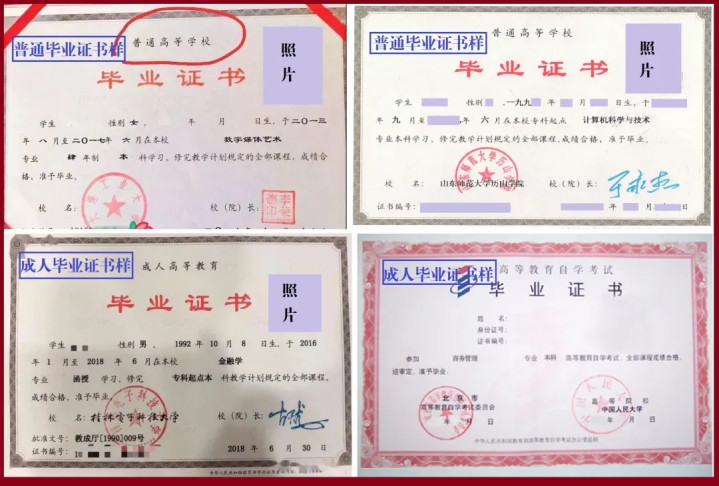 普通毕业证书样
普通高等学校
毕业证书
照片
学生 性别 女， 年 月 日生，于二〇一三
年八月至二〇一七年六月在本校 数字媒体艺术
专业 肆年制 本 科学习，修完教学计划规定的全部课程，成绩合
格，准予毕业。
校 名： 校（院）长：
普通毕业证书样
普通高等学校
毕业证书
照片
学生 性别 ，一九九 年 月 日生，于
年 九 月至 年 六 月在本校专科起点 计算机科学与技术
专业本科学习，修完教学计划规定的全部课程，成绩合格，准予毕业。
山东师范大学历山学院
校 名： 山东师范大学历山学院 校（院）长：
证书编号： 年 月 日
成人毕业证书样
成人高等教育
毕业证书
照片
学生 性别 男， 1992 年 10 月 8 日生，于 2016
年 1 月至 2018 年 6 月在本校 金融学
专业 函授 学习，修完 专科起点本 科教学计划规定的全部课程，
成绩合格，准予毕业。
校 名： 桂林电子科技大学 校（院）长：
批准文号： 教成厅[1990]009号
证书编号： 1 2018 年 6 月 30 日
成人毕业证书样
高等教育自学考试
毕业证书
姓 名：
身份证号：
证书编号：
参加 商务管理 专业 本科 高等教育自学考试，全部课程成绩合格，
经审定，准予毕业。
北京市
高等教育自学考试委员会
高等院校
中国人民大学
年 月 日 年 月 日